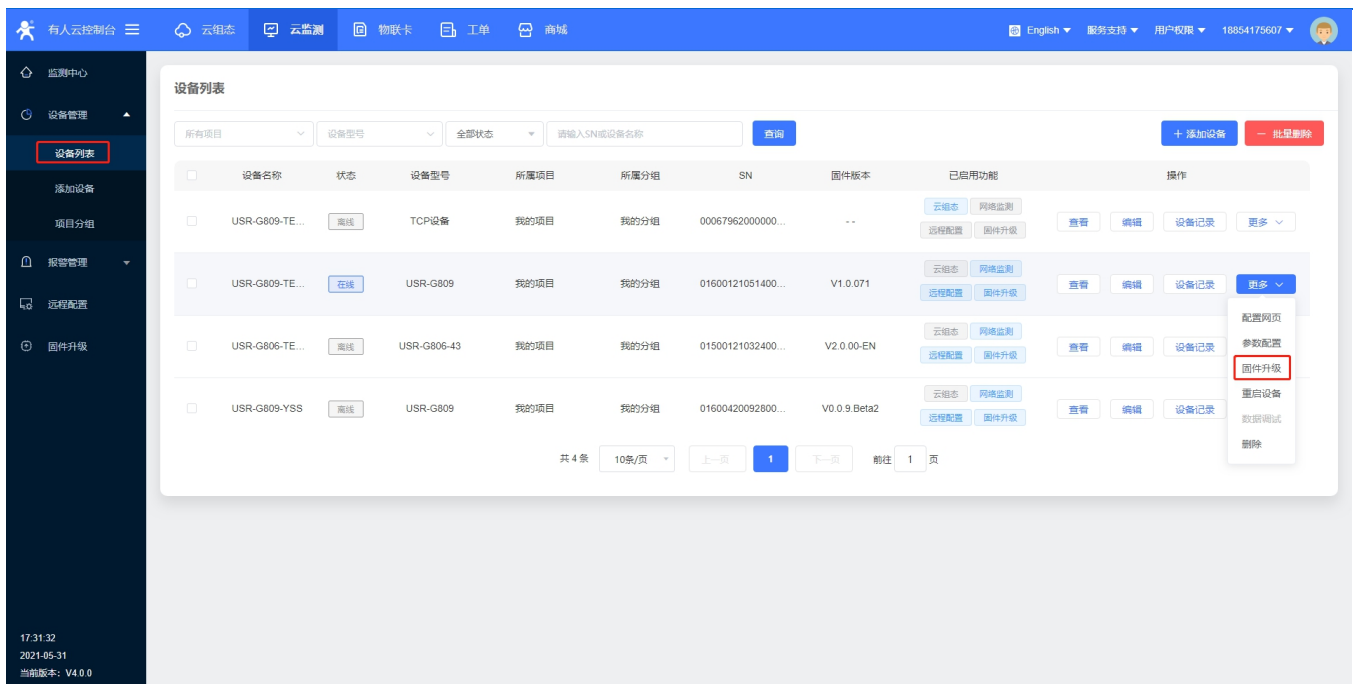 有人云控制台 云组态 云监测 物联卡 工单 商城 English 服务支持 用户权限 18854175607
监测中心
设备管理
设备列表
添加设备
项目分组
报警管理
远程配置
固件升级
17:31:32
2021-05-31
当前版本：V4.0.0
设备列表
所有项目 设备型号 全部状态 请输入SN或设备名称 查询 + 添加设备 — 批量删除
设备名称 状态 设备型号 所属项目 所属分组 SN 固件版本 已启用功能 操作
云组态 网络监测
USR-G809-TE... 离线 TCP设备 我的项目 我的分组 00067962000000... - - 查看 编辑 设备记录 更多
远程配置 固件升级
云组态 网络监测
USR-G809-TE... 在线 USR-G809 我的项目 我的分组 01600121051400... V1.0.071 查看 编辑 设备记录 更多
远程配置 固件升级
云组态 网络监测
USR-G806-TE... 离线 USR-G806-43 我的项目 我的分组 01500121032400... V2.0.00-EN 查看 编辑 设备记录
远程配置 固件升级
云组态 网络监测
USR-G809-YSS 离线 USR-G809 我的项目 我的分组 01600420092800... V0.0.9.Beta2 查看 编辑 设备记录
远程配置 固件升级
配置网页
参数配置
固件升级
重启设备
数据调试
删除
共 4 条 10条/页 上一页 1 下一页 前往 1 页